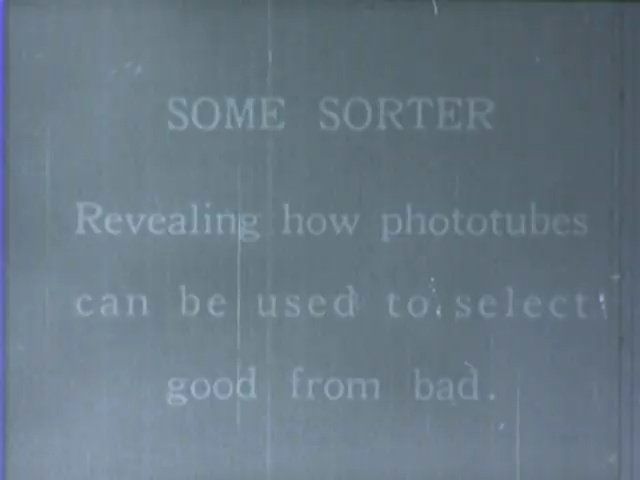 SOME SORTER
Revealing how phototubes
can be used to select
good from bad.